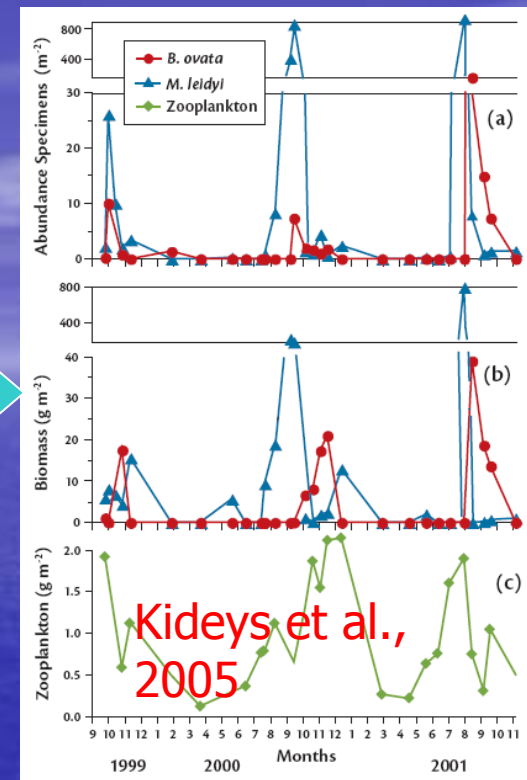 800
400
B. ovata
M. leidyi
Zooplankton
30
20
10
0
Abundance Specimens (m⁻²)
(a)
800
400
40
30
20
10
0
Biomass (g m⁻²)
(b)
2.0
1.5
1.0
0.5
0.0
Zooplankton (g m⁻²)
(c)
Kideys et al.,
2005
9 10 11 12 1 2 3 4 5 6 7 8 9 10 11 12 1 2 3 4 5 6 7 8 9 10 11
Months
1999 2000 2001